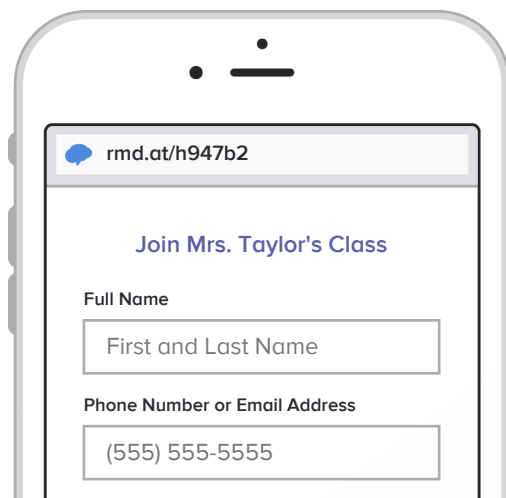 rmd.at/h947b2
Join Mrs. Taylor's Class
Full Name
First and Last Name
Phone Number or Email Address
(555) 555-5555